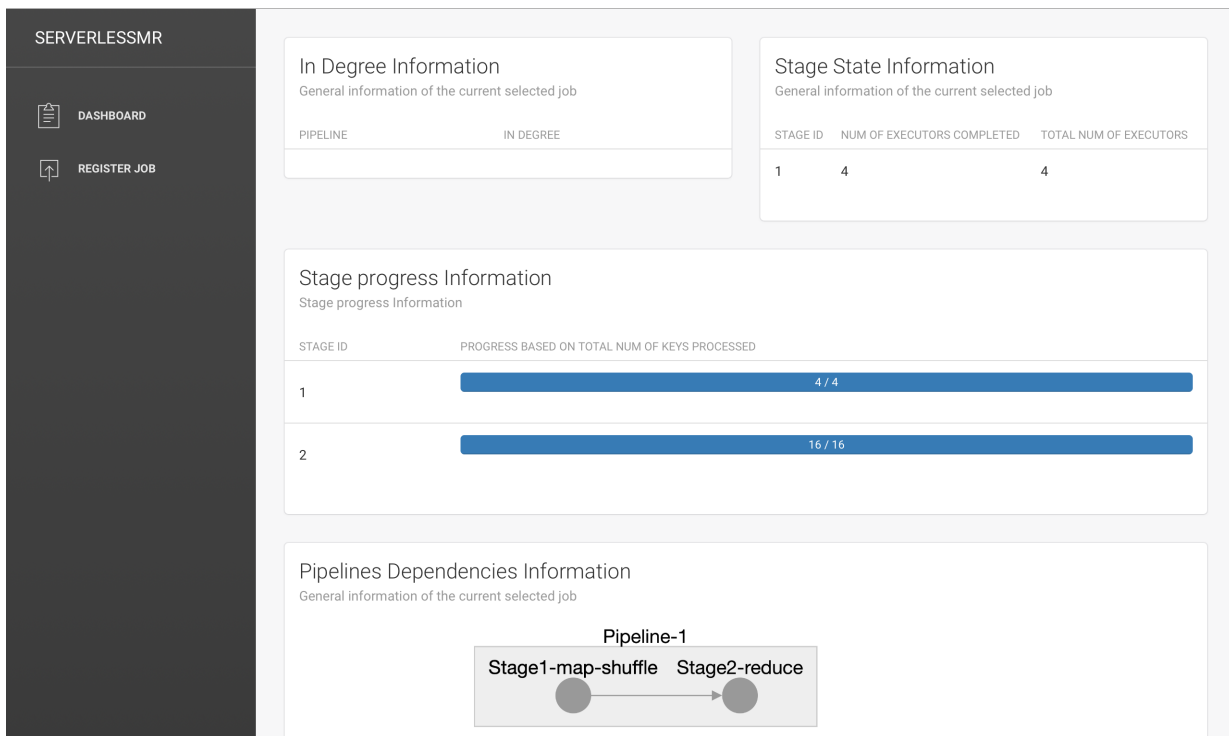 SERVERLESSMR
DASHBOARD
REGISTER JOB
In Degree Information
General information of the current selected job
PIPELINE IN DEGREE
Stage State Information
General information of the current selected job
STAGE ID NUM OF EXECUTORS COMPLETED TOTAL NUM OF EXECUTORS
1 4 4
Stage progress Information
Stage progress Information
STAGE ID PROGRESS BASED ON TOTAL NUM OF KEYS PROCESSED
1 4 / 4
2 16 / 16
Pipelines Dependencies Information
General information of the current selected job
Pipeline-1
Stage1-map-shuffle Stage2-reduce